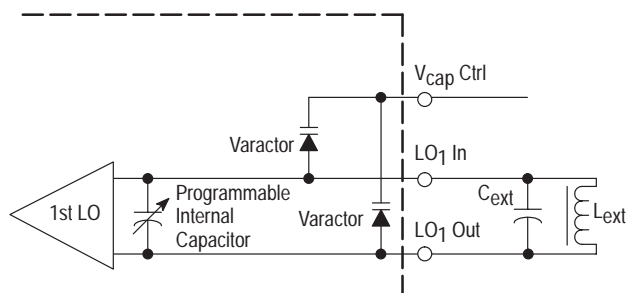 Vcap Ctrl
Varactor
LO1 In
1st LO
Programmable
Internal
Capacitor
Varactor
Cext
Lext
LO1 Out